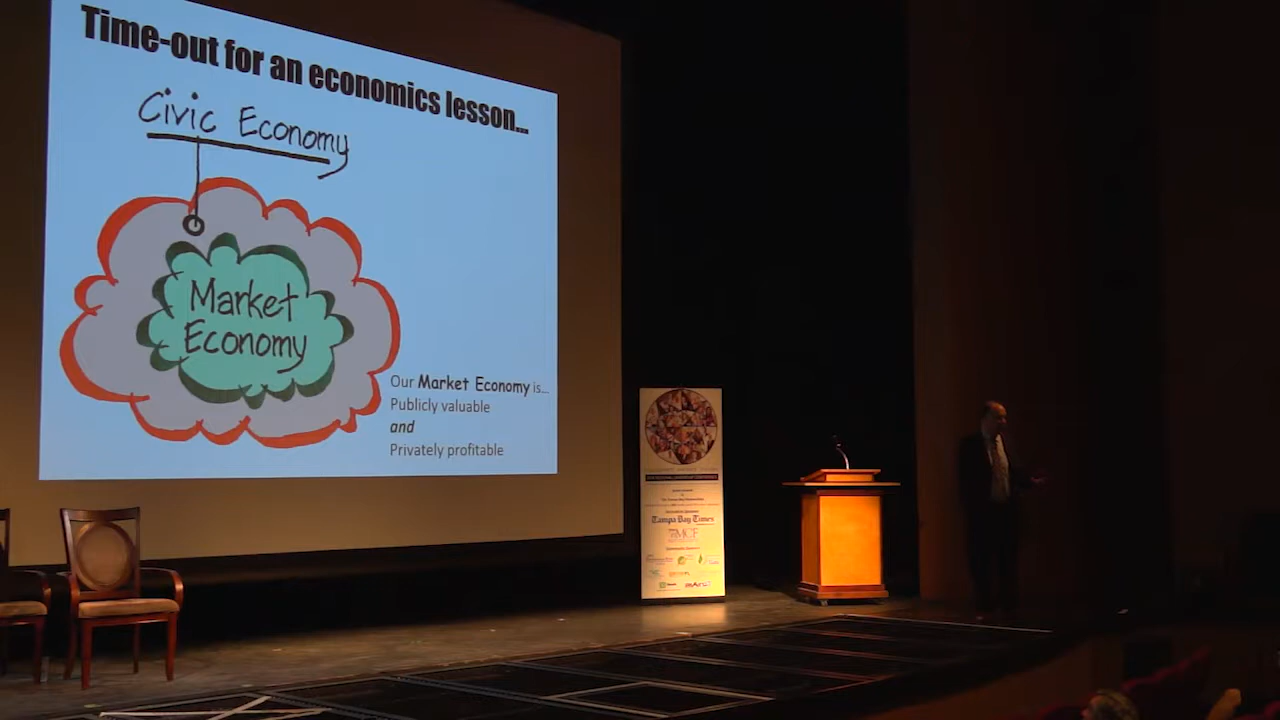 Time-out for an economics lesson...
Civic Economy
Market
Economy
Our Market Economy is...
Publicly valuable
and
Privately profitable
Tampa Bay Times
MCF